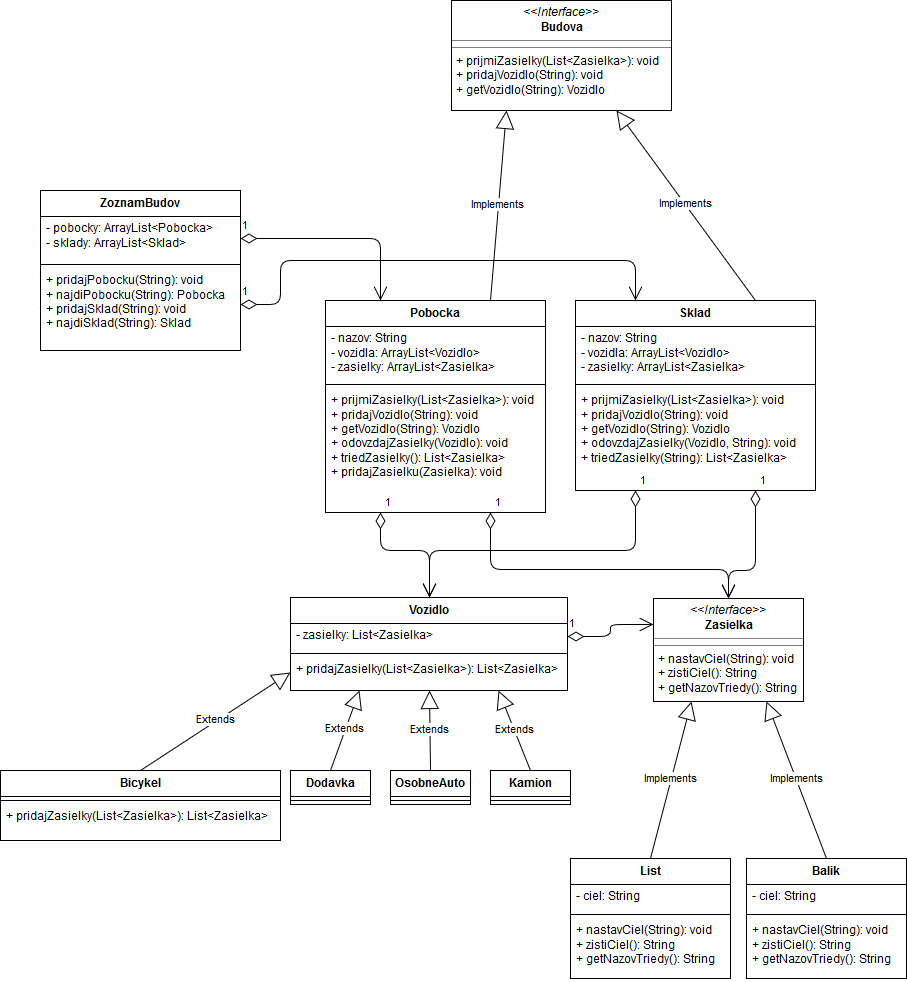 <<Interface>>
Budova
+ prijmiZasielky(List<Zasielka>): void
+ pridajVozidlo(String): void
+ getVozidlo(String): Vozidlo
Implements
Implements
ZoznamBudov
- pobocky: ArrayList<Pobocka>
- sklady: ArrayList<Sklad>
+ pridajPobocku(String): void
+ najdiPobocku(String): Pobocka
+ pridajSklad(String): void
+ najdiSklad(String): Sklad
1
1
Pobocka
- nazov: String
- vozidla: ArrayList<Vozidlo>
- zasielky: ArrayList<Zasielka>
+ prijmiZasielky(List<Zasielka>): void
+ pridajVozidlo(String): void
+ getVozidlo(String): Vozidlo
+ odovzdajZasielky(Vozidlo): void
+ triedZasielky(): List<Zasielka>
+ pridajZasielku(Zasielka): void
1
1
Sklad
- nazov: String
- vozidla: ArrayList<Vozidlo>
- zasielky: ArrayList<Zasielka>
+ prijmiZasielky(List<Zasielka>): void
+ pridajVozidlo(String): void
+ getVozidlo(String): Vozidlo
+ odovzdajZasielky(Vozidlo, String): void
+ triedZasielky(String): List<Zasielka>
1
1
Vozidlo
- zasielky: List<Zasielka>
+ pridajZasielky(List<Zasielka>): List<Zasielka>
1
<<Interface>>
Zasielka
+ nastavCiel(String): void
+ zistiCiel(): String
+ getNazovTriedy(): String
Extends
Extends
Extends
Extends
Implements
Implements
Bicykel
+ pridajZasielky(List<Zasielka>): List<Zasielka>
Dodavka
OsobneAuto
Kamion
List
- ciel: String
+ nastavCiel(String): void
+ zistiCiel(): String
+ getNazovTriedy(): String
Balik
- ciel: String
+ nastavCiel(String): void
+ zistiCiel(): String
+ getNazovTriedy(): String